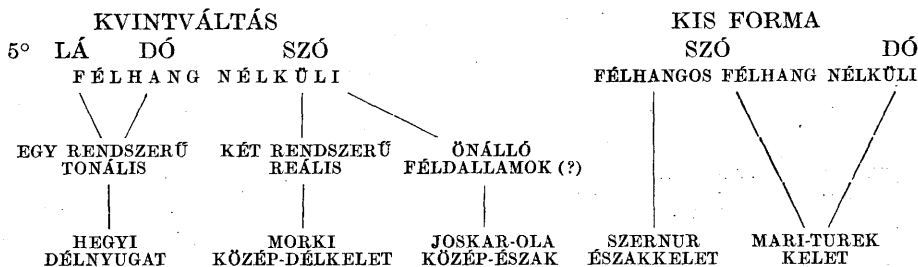 KVINTVÁLTÁS KIS FORMA
5° LÁ DÓ SZÓ SZÓ DÓ
FÉLHANG NÉLKÜLI FÉLHANGOS FÉLHANG NÉLKÜLI
EGY RENDSZERŰ KÉT RENDSZERŰ ÖNÁLLÓ
TONÁLIS REÁLIS FÉLDALLAMOK (?)
HEGYI MORKI JOSKAR-OLA SZERNUR MARI-TUREK
DÉLNYUGAT KÖZÉP-DÉLKELET KÖZÉP-ÉSZAK ÉSZAKKELET KELET